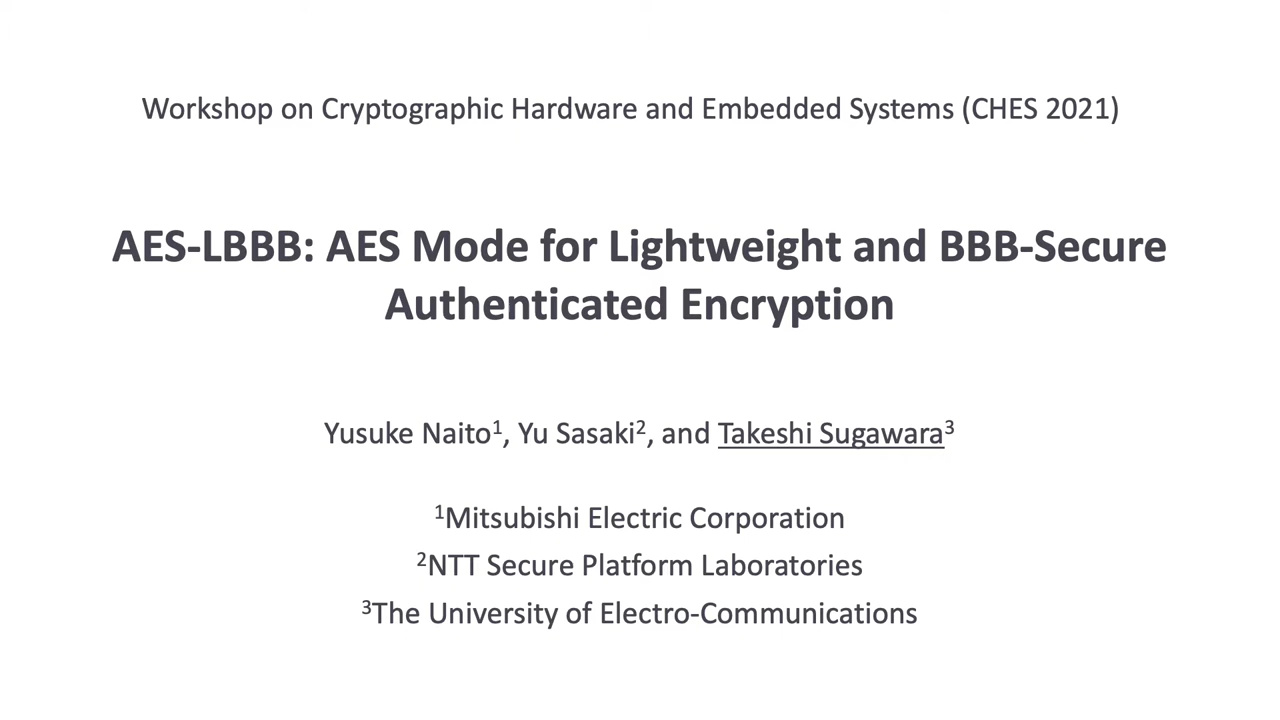 Workshop on Cryptographic Hardware and Embedded Systems (CHES 2021)
AES-LBBB: AES Mode for Lightweight and BBB-Secure
Authenticated Encryption
Yusuke Naito¹, Yu Sasaki², and Takeshi Sugawara³
¹Mitsubishi Electric Corporation
²NTT Secure Platform Laboratories
³The University of Electro-Communications